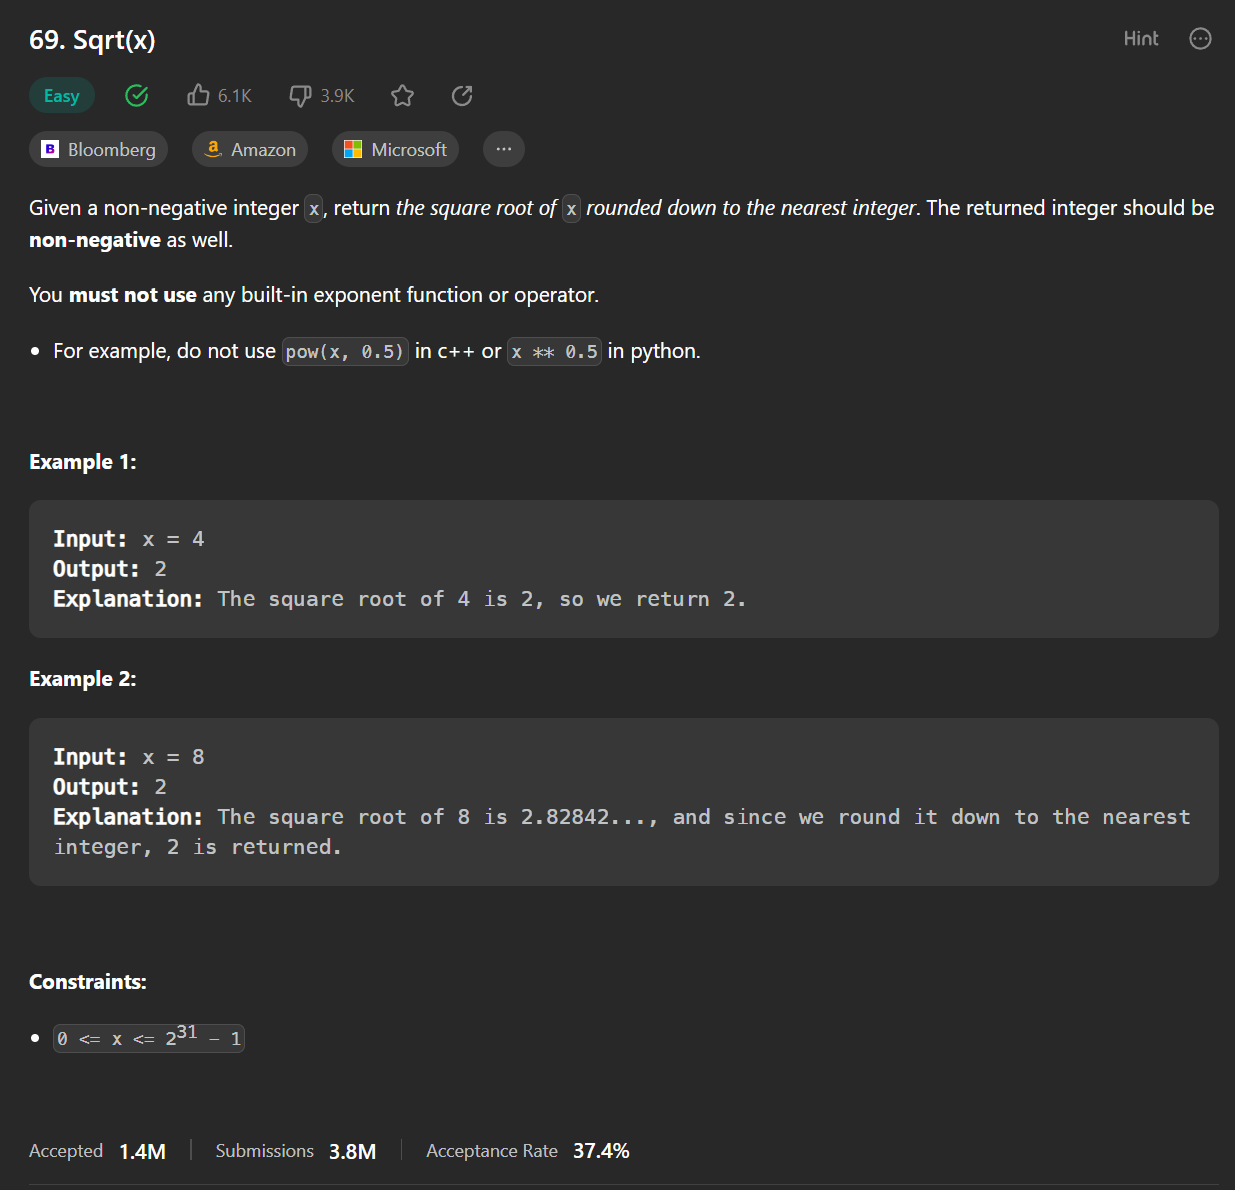 69. Sqrt(x)
Hint
Easy
6.1K
3.9K
B Bloomberg
a Amazon
Microsoft
...
Given a non-negative integer x, return the square root of x rounded down to the nearest integer. The returned integer should be
non-negative as well.
You must not use any built-in exponent function or operator.
• For example, do not use pow(x, 0.5) in c++ or x ** 0.5 in python.
Example 1:
Input: x = 4
Output: 2
Explanation: The square root of 4 is 2, so we return 2.
Example 2:
Input: x = 8
Output: 2
Explanation: The square root of 8 is 2.82842..., and since we round it down to the nearest
integer, 2 is returned.
Constraints:
• 0 <= x <= 2³¹ - 1
Accepted 1.4M
Submissions 3.8M
Acceptance Rate 37.4%